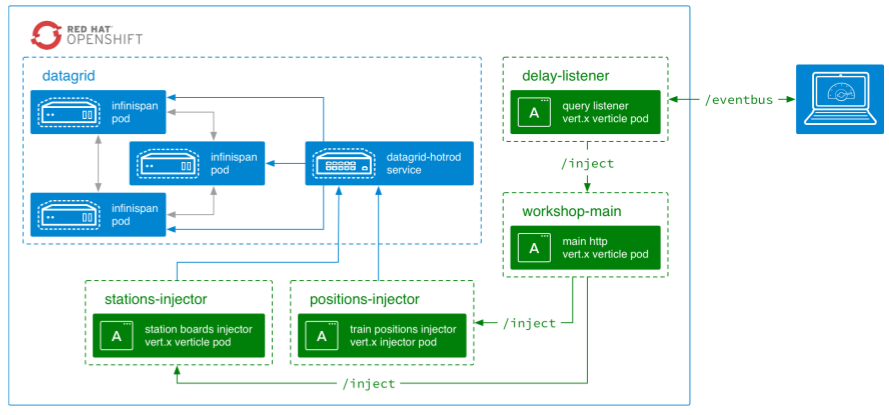 RED HAT
OPENSHIFT
datagrid
infinispan
pod
infinispan
pod
infinispan
pod
datagrid-hotrod
service
delay-listener
A
query listener
vert.x verticle pod
/eventbus
/inject
workshop-main
A
main http
vert.x verticle pod
stations-injector
A
station boards injector
vert.x verticle pod
positions-injector
A
train positions injector
vert.x injector pod
/inject
/inject